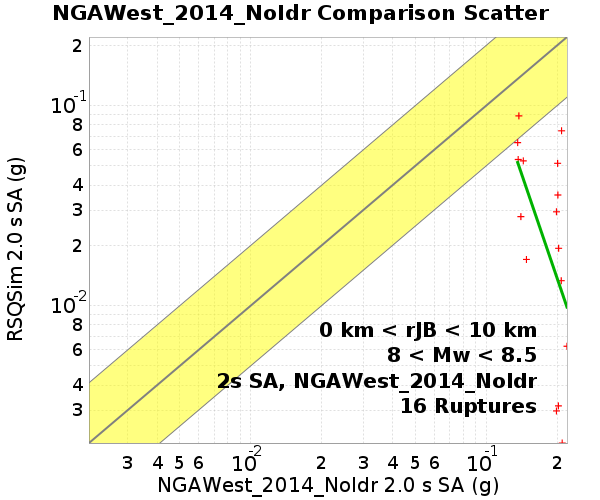 NGAWest_2014_NoIdr Comparison Scatter
RSQSim 2.0 s SA (g)
2
10-1
8
6
4
3
2
10-2
8
6
4
3
0 km < rJB < 10 km
8 < Mw < 8.5
2s SA, NGAWest_2014_NoIdr
16 Ruptures
3 4 5 6 10-2 2 3 4 5 6 10-1 2
NGAWest_2014_NoIdr 2.0 s SA (g)